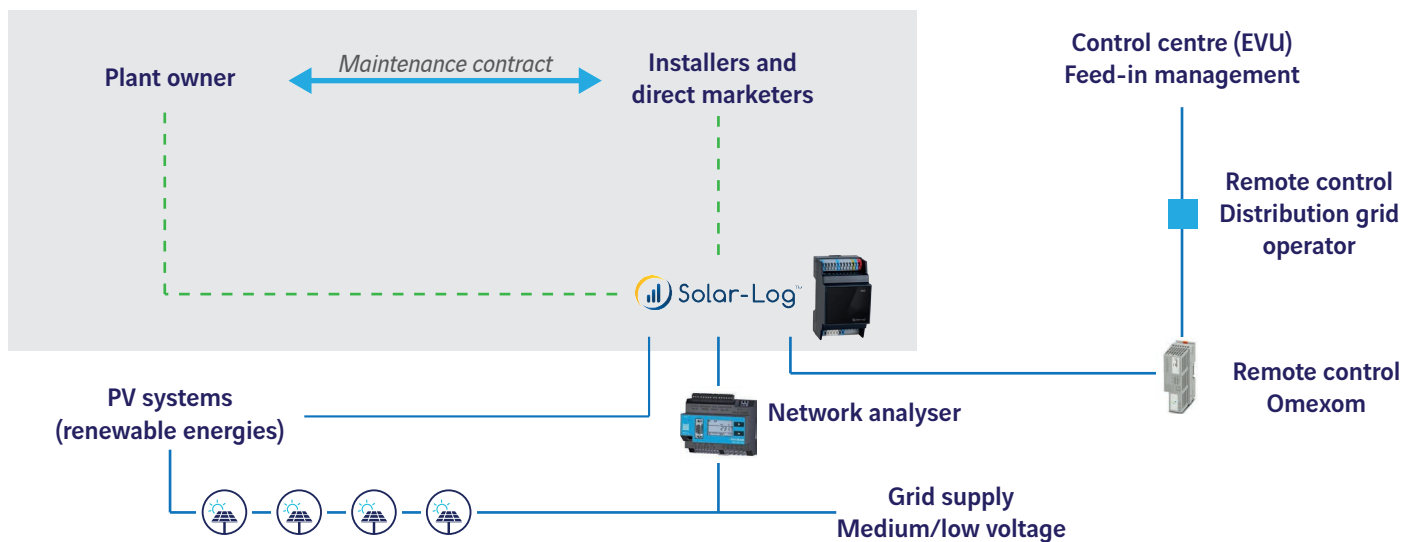 Plant owner
Maintenance contract
Installers and
direct marketers
Control centre (EVU)
Feed-in management
Remote control
Distribution grid
operator
Solar-Log™
PV systems
(renewable energies)
Network analyser
Remote control
Omexom
Grid supply
Medium/low voltage